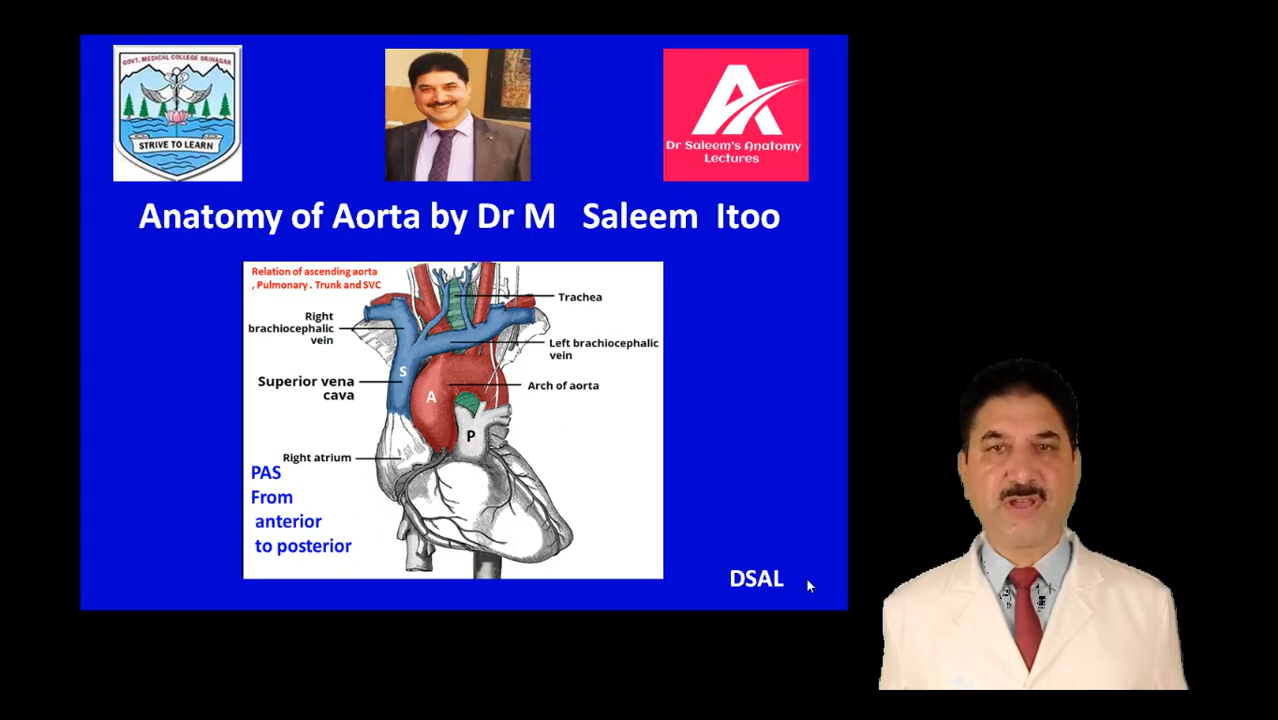 GOVT. MEDICAL COLLEGE SRINAGAR
STRIVE TO LEARN
Dr Saleem's Anatomy
Lectures
Anatomy of Aorta by Dr M Saleem Itoo
Relation of ascending aorta
, Pulmonary . Trunk and SVC
Trachea
Right
brachiocephalic
vein
Left brachiocephalic
vein
S
Superior vena
cava
Arch of aorta
A
P
Right atrium
PAS
From
anterior
to posterior
DSAL